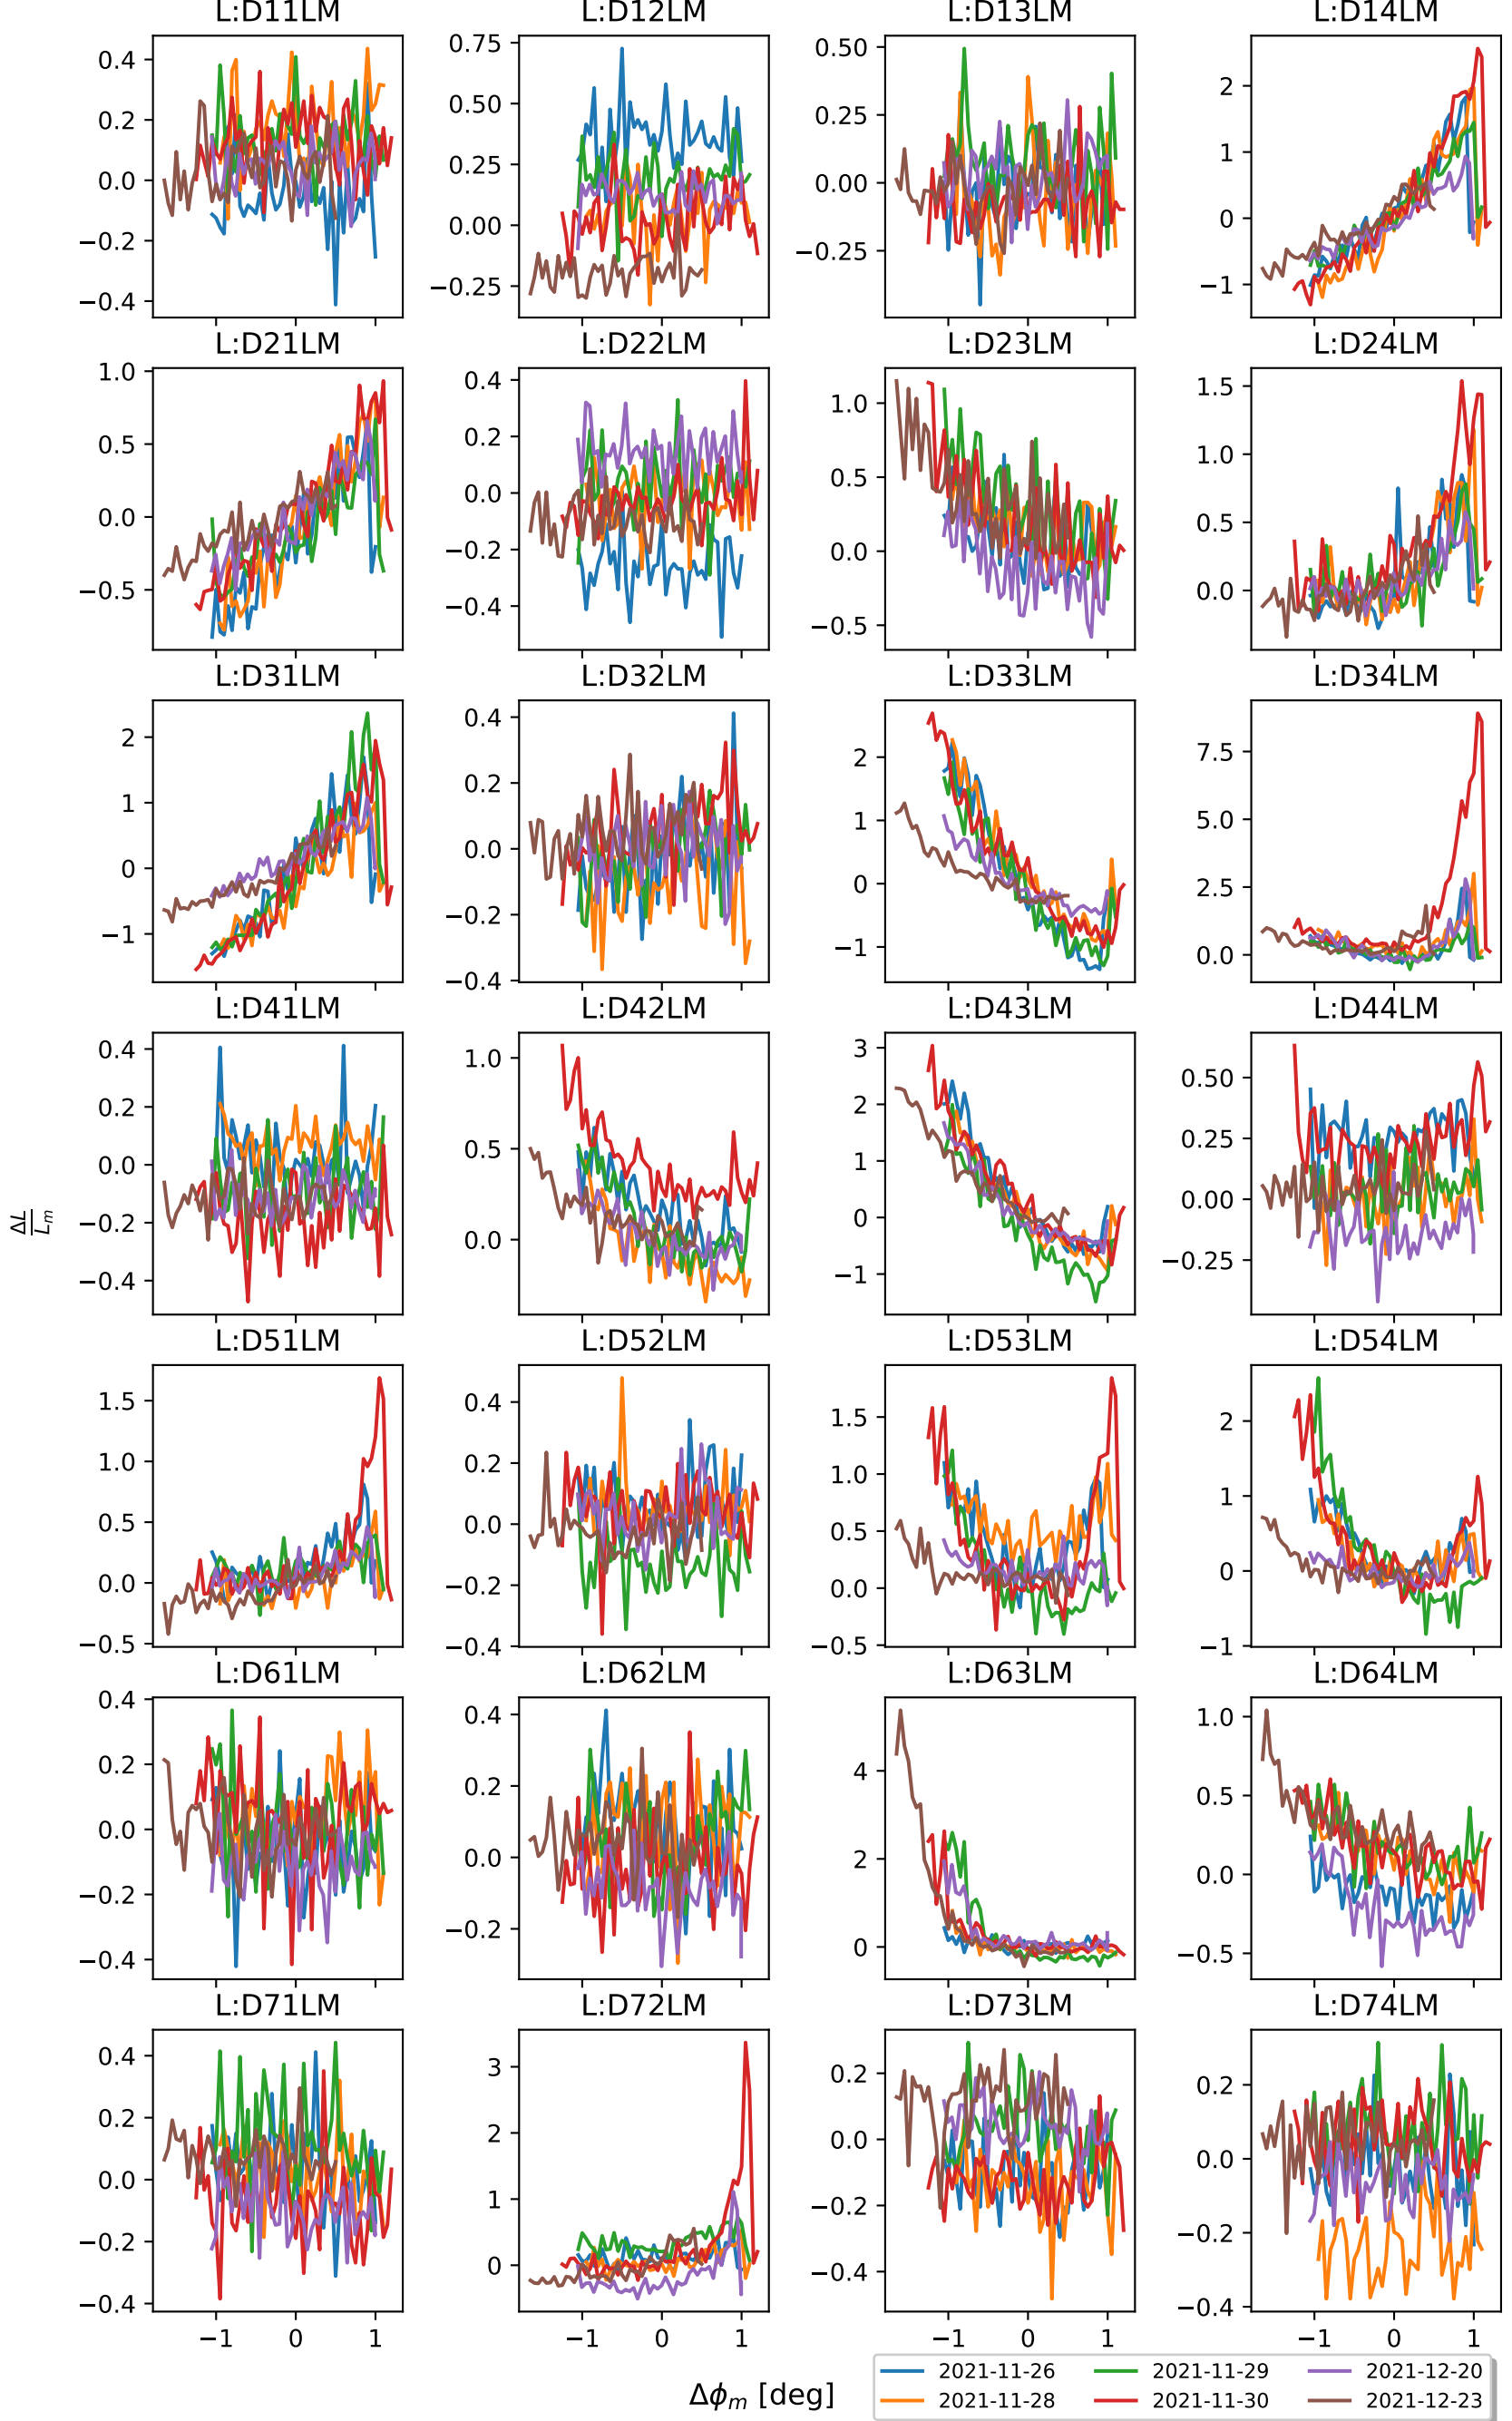 L:D11LM L:D12LM L:D13LM L:D14LM
0.4 0.2 0.0 −0.2 −0.4
0.75 0.50 0.25 0.00 −0.25
0.50 0.25 0.00 −0.25
2 1 0 −1
L:D21LM L:D22LM L:D23LM L:D24LM
1.0 0.5 0.0 −0.5
0.4 0.2 0.0 −0.2 −0.4
1.0 0.5 0.0 −0.5
1.5 1.0 0.5 0.0
L:D31LM L:D32LM L:D33LM L:D34LM
2 1 0 −1
0.4 0.2 0.0 −0.2 −0.4
2 1 0 −1
7.5 5.0 2.5 0.0
L:D41LM L:D42LM L:D43LM L:D44LM
0.4 0.2 0.0 −0.2 −0.4
1.0 0.5 0.0
3 2 1 0 −1
0.50 0.25 0.00 −0.25
ΔL
L_m
L:D51LM L:D52LM L:D53LM L:D54LM
1.5 1.0 0.5 0.0 −0.5
0.4 0.2 0.0 −0.2 −0.4
1.5 1.0 0.5 0.0 −0.5
2 1 0 −1
L:D61LM L:D62LM L:D63LM L:D64LM
0.4 0.2 0.0 −0.2 −0.4
0.4 0.2 0.0 −0.2
4 2 0
1.0 0.5 0.0 −0.5
L:D71LM L:D72LM L:D73LM L:D74LM
0.4 0.2 0.0 −0.2 −0.4
3 2 1 0
0.2 0.0 −0.2 −0.4
0.2 0.0 −0.2 −0.4
−1 0 1 −1 0 1 −1 0 1 −1 0 1
Δϕ_m [deg]
2021-11-26 2021-11-29 2021-12-20
2021-11-28 2021-11-30 2021-12-23